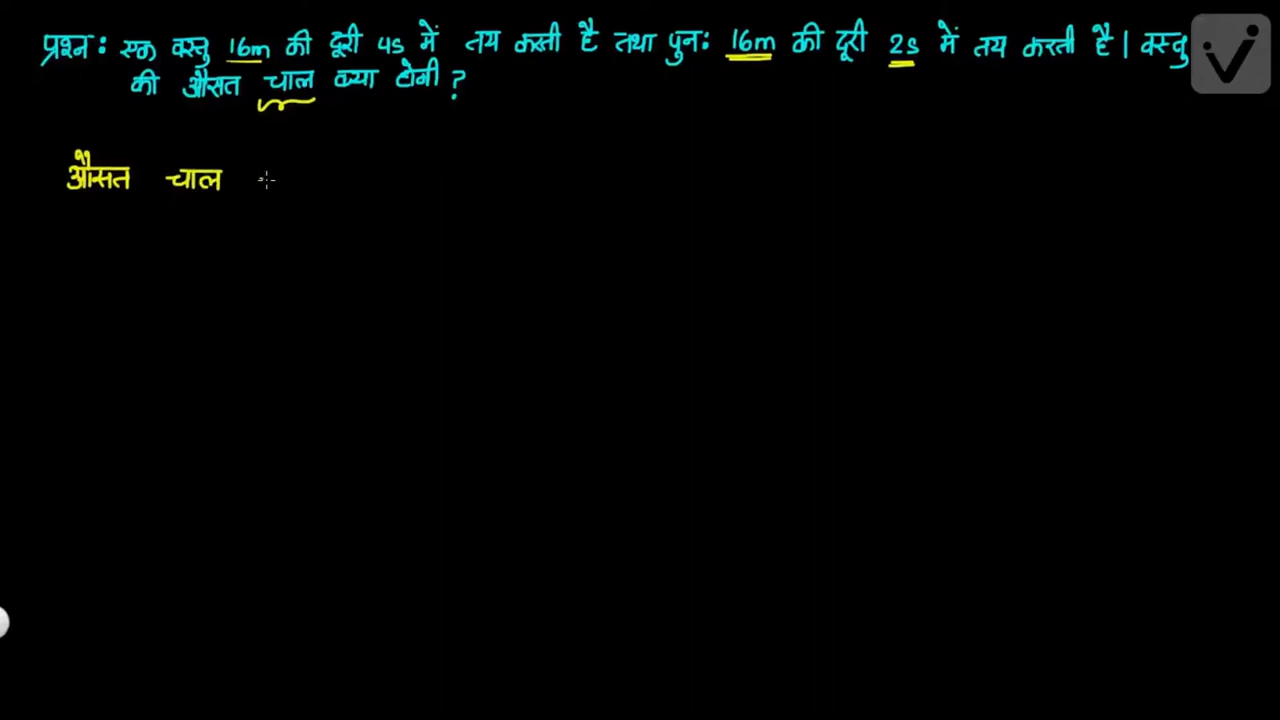 प्रश्न: एक वस्तु 16m की दूरी 4s में तय करती है तथा पुनः 16m की दूरी 2s में तय करती है। वस्तु
की औसत चाल क्या होगी ?
औसत चाल